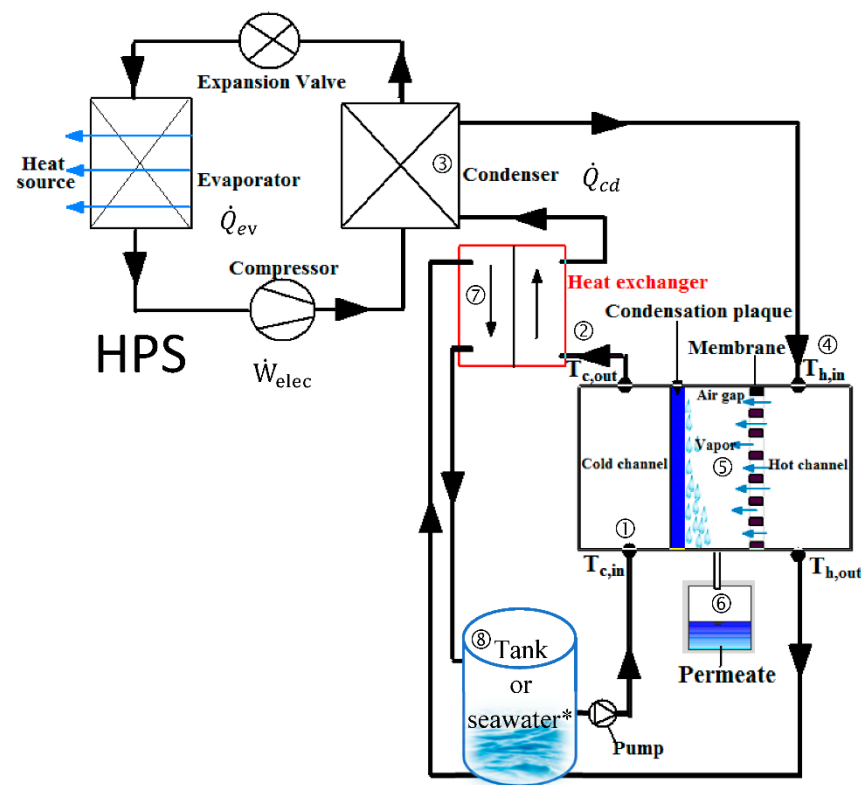 Expansion Valve
Heat
source
Evaporator
Q̇ev
③
Condenser
Q̇cd
Compressor
HPS
Ẇelec
⑦
Heat exchanger
②
Condensation plaque
Membrane
④
Tc,out
Th,in
Air gap
Vapor
⑤
Cold channel
Hot channel
①
Tc,in
Th,out
⑥
Permeate
⑧
Tank
or
seawater*
Pump